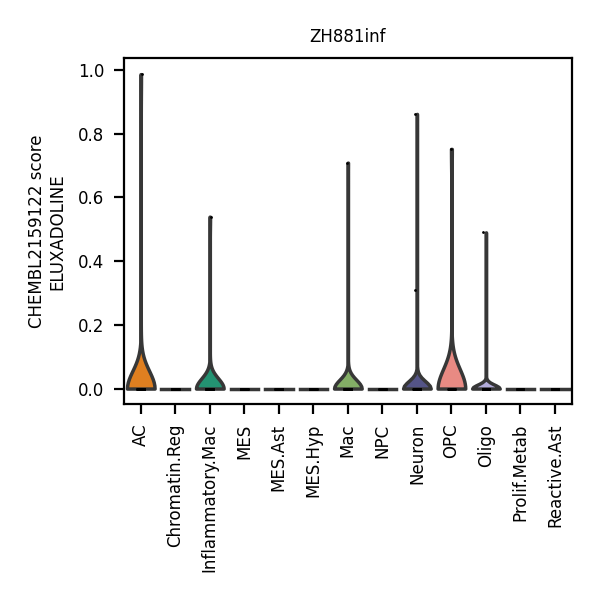 ZH881inf
CHEMBL2159122 score
ELUXADOLINE
1.0
0.8
0.6
0.4
0.2
0.0
AC
Chromatin.Reg
Inflammatory.Mac
MES
MES.Ast
MES.Hyp
Mac
NPC
Neuron
OPC
Oligo
Prolif.Metab
Reactive.Ast